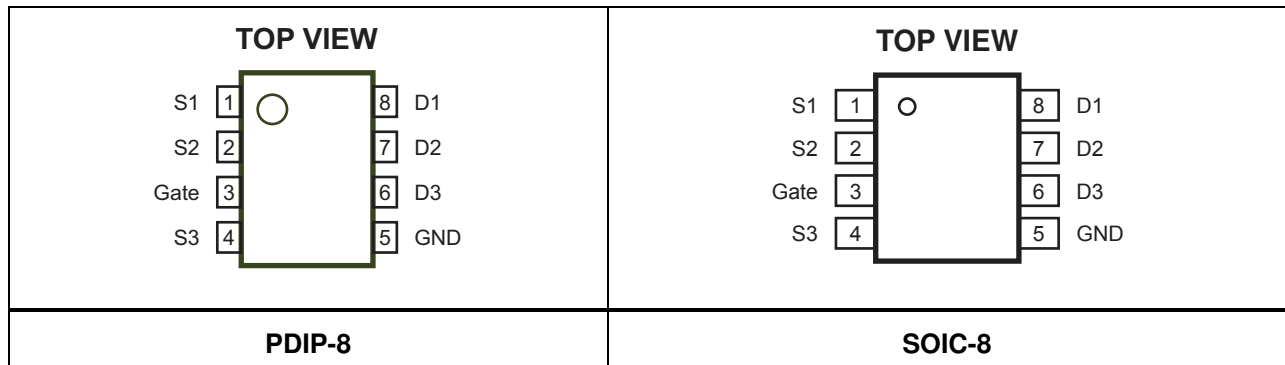 TOP VIEW
S1 1 8 D1
S2 2 7 D2
Gate 3 6 D3
S3 4 5 GND
PDIP-8
TOP VIEW
S1 1 8 D1
S2 2 7 D2
Gate 3 6 D3
S3 4 5 GND
SOIC-8